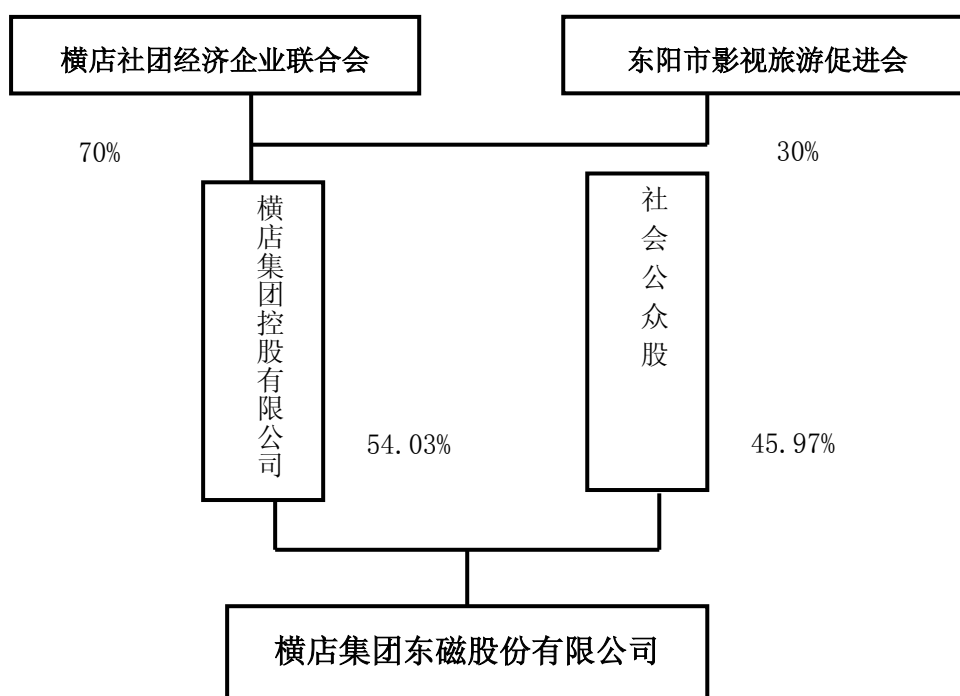 横店社团经济企业联合会
东阳市影视旅游促进会
70%
30%
横店集团控股有限公司
社会公众股
54.03%
45.97%
横店集团东磁股份有限公司